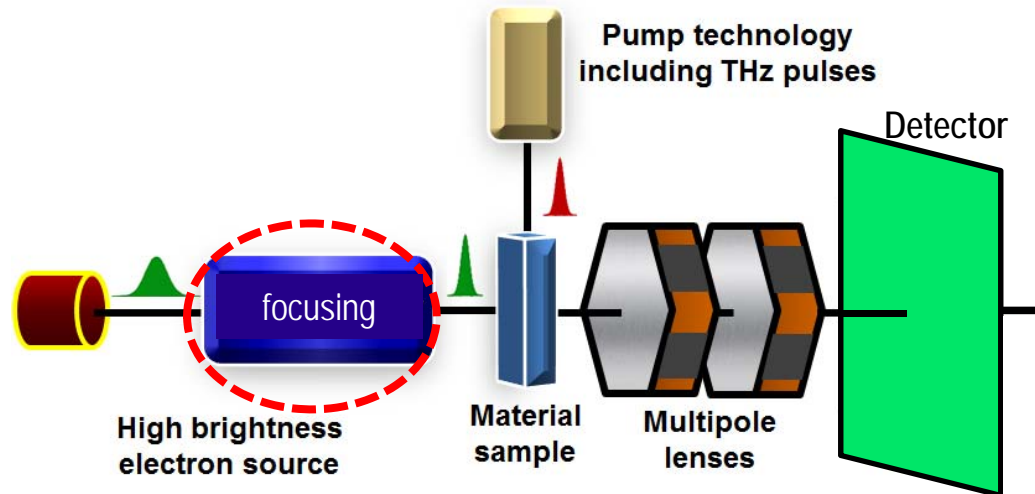 Pump technology
including THz pulses
Detector
focusing
High brightness
electron source
Material
sample
Multipole
lenses